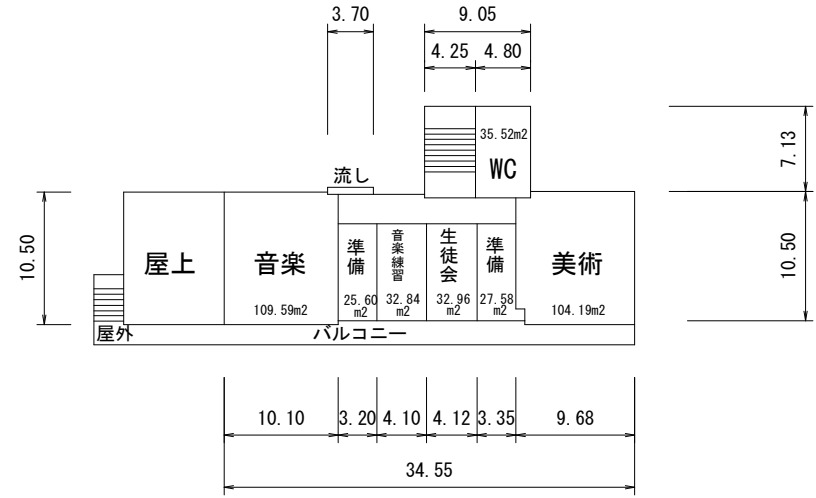 3.70
9.05
4.25
4.80
35.52m2
WC
7.13
流し
10.50
屋上
音楽
109.59m2
準備
25.60
m2
音楽練習
32.84
m2
生徒会
32.96
m2
準備
27.58
m2
美術
104.19m2
10.50
屋外
バルコニー
10.10
3.20
4.10
4.12
3.35
9.68
34.55